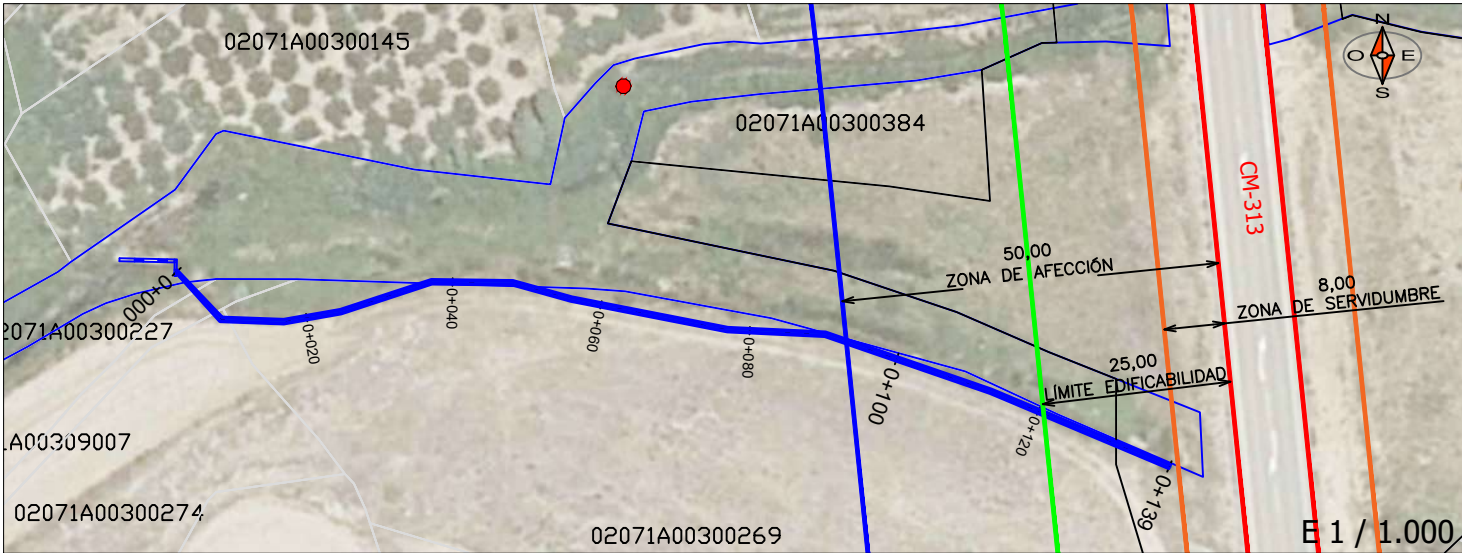 02071A00300145
N
O E
S
02071A00300384
CM-313
50,00
ZONA DE AFECCIÓN
8,00
ZONA DE SERVIDUMBRE
0+000
2071A00300227
0+020
0+040
0+060
0+080
0+100
25,00
LÍMITE EDIFICABILIDAD
0+120
0+139
A00309007
02071A00300274
02071A00300269
E 1 / 1.000